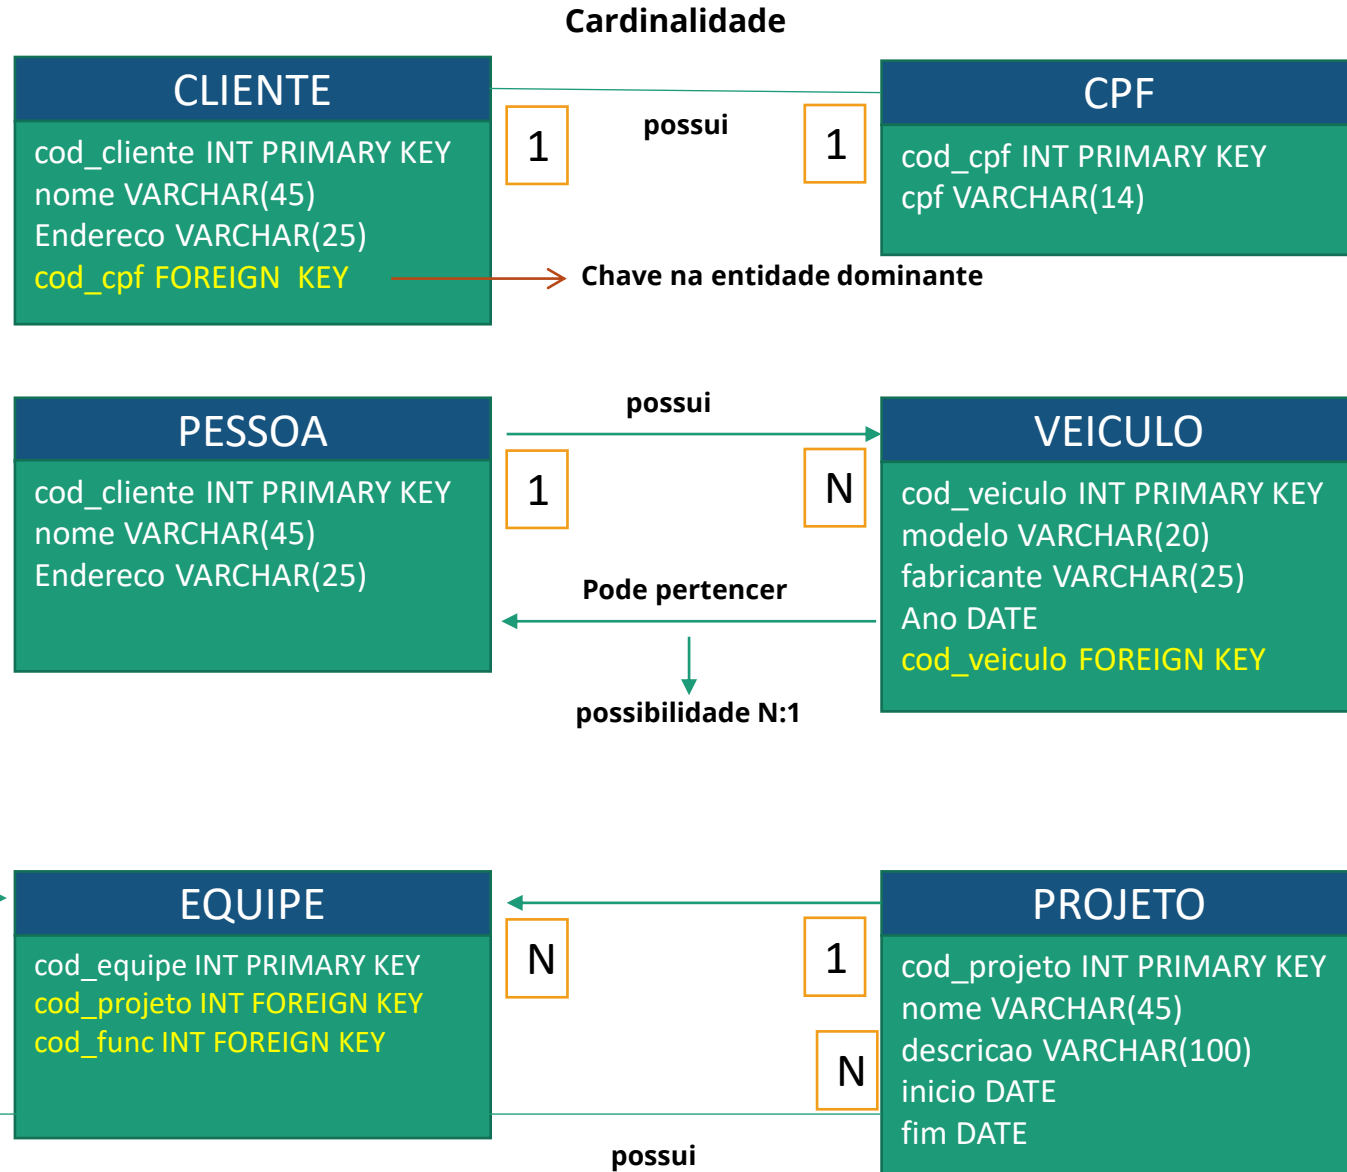 Cardinalidade
CLIENTE
cod_cliente INT PRIMARY KEY
nome VARCHAR(45)
Endereco VARCHAR(25)
cod_cpf FOREIGN  KEY
1
possui
1
CPF
cod_cpf INT PRIMARY KEY
cpf VARCHAR(14)
Chave na entidade dominante
PESSOA
cod_cliente INT PRIMARY KEY
nome VARCHAR(45)
Endereco VARCHAR(25)
possui
1
N
Pode pertencer
possibilidade N:1
VEICULO
cod_veiculo INT PRIMARY KEY
modelo VARCHAR(20)
fabricante VARCHAR(25)
Ano DATE
cod_veiculo FOREIGN KEY
EQUIPE
cod_equipe INT PRIMARY KEY
cod_projeto INT FOREIGN KEY
cod_func INT FOREIGN KEY
N
1
N
possui
PROJETO
cod_projeto INT PRIMARY KEY
nome VARCHAR(45)
descricao VARCHAR(100)
inicio DATE
fim DATE